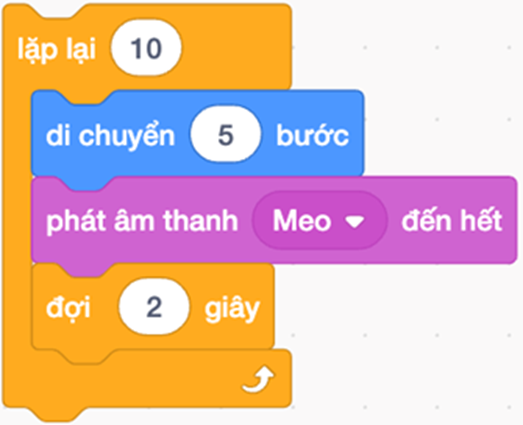 lặp lại 10
di chuyển 5 bước
phát âm thanh Meo đến hết
đợi 2 giây